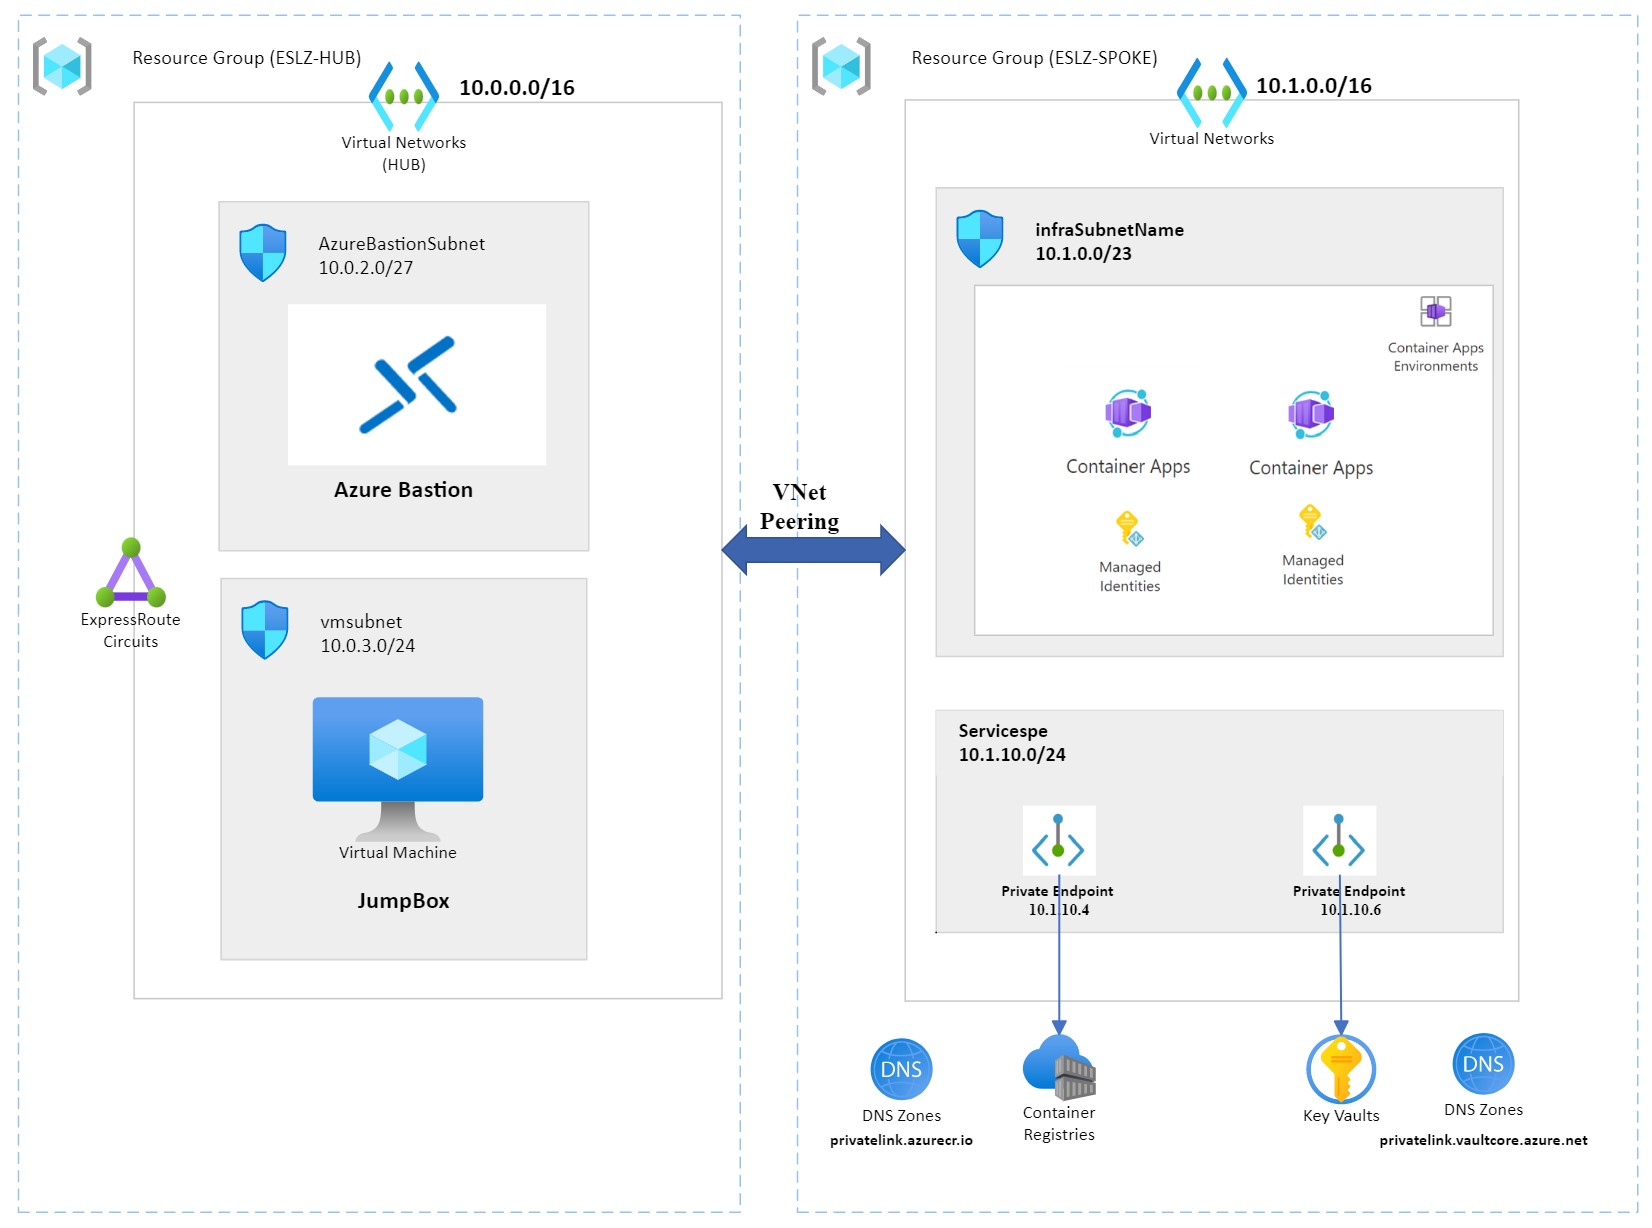 Resource Group (ESLZ-HUB)
10.0.0.0/16
Virtual Networks
(HUB)
AzureBastionSubnet
10.0.2.0/27
Azure Bastion
ExpressRoute
Circuits
vmsubnet
10.0.3.0/24
Virtual Machine
JumpBox
VNet
Peering
Resource Group (ESLZ-SPOKE)
10.1.0.0/16
Virtual Networks
infraSubnetName
10.1.0.0/23
Container Apps
Environments
Container Apps
Container Apps
Managed
Identities
Managed
Identities
Servicespe
10.1.10.0/24
Private Endpoint
10.1.10.4
Private Endpoint
10.1.10.6
DNS
DNS Zones
privatelink.azurecr.io
Container
Registries
Key Vaults
DNS
DNS Zones
privatelink.vaultcore.azure.net